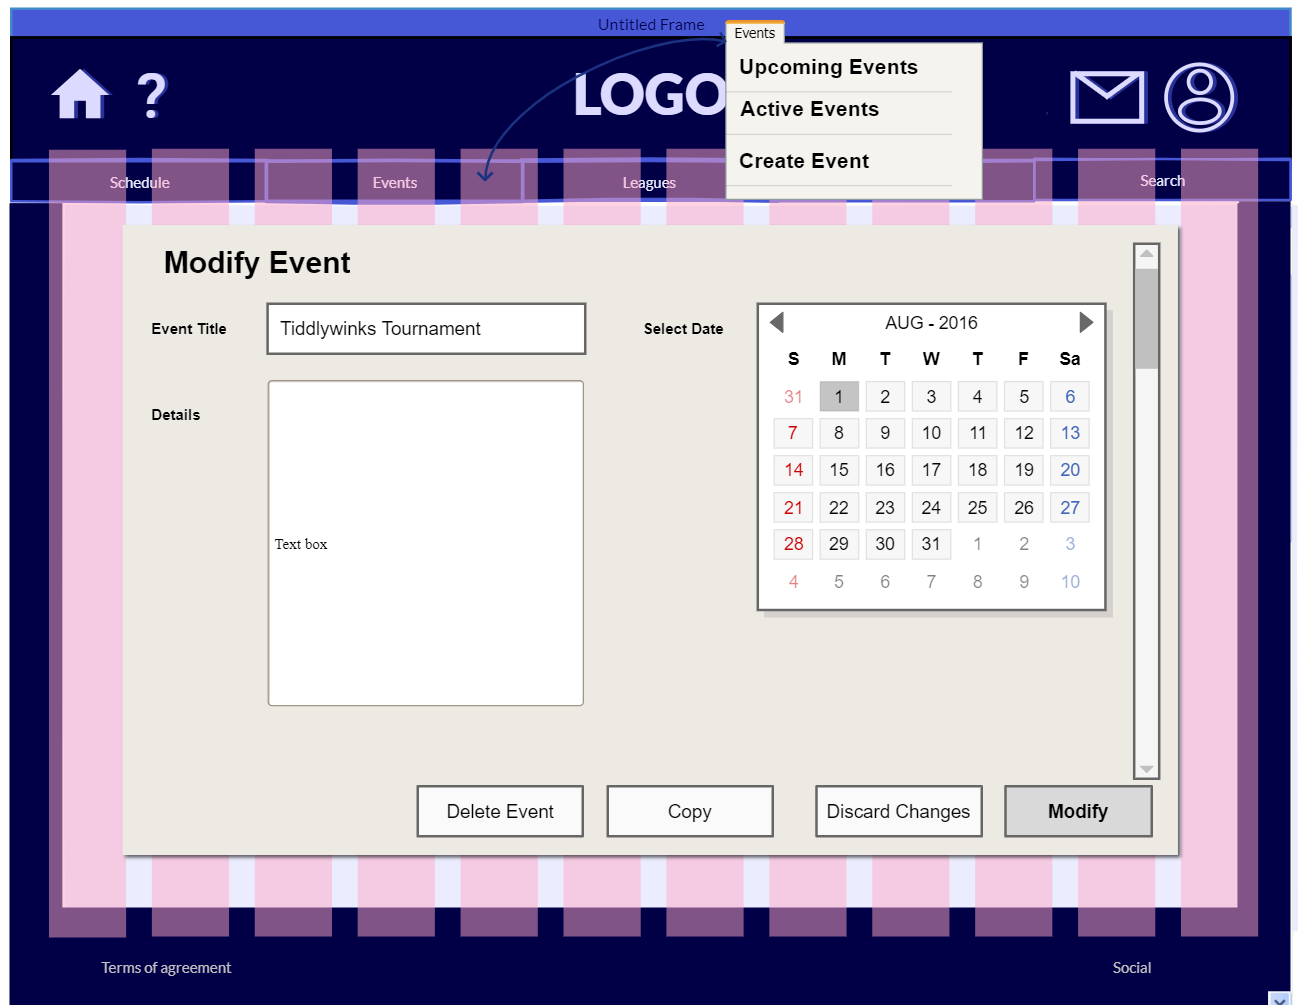 Untitled Frame
Events
Upcoming Events
Active Events
Create Event
?
LOGO
Schedule
Events
Leagues
Search
Modify Event
Event Title
Tiddlywinks Tournament
Details
Text box
Select Date
AUG - 2016
S M T W T F Sa
31 1 2 3 4 5 6
7 8 9 10 11 12 13
14 15 16 17 18 19 20
21 22 23 24 25 26 27
28 29 30 31 1 2 3
4 5 6 7 8 9 10
Delete Event
Copy
Discard Changes
Modify
Terms of agreement
Social